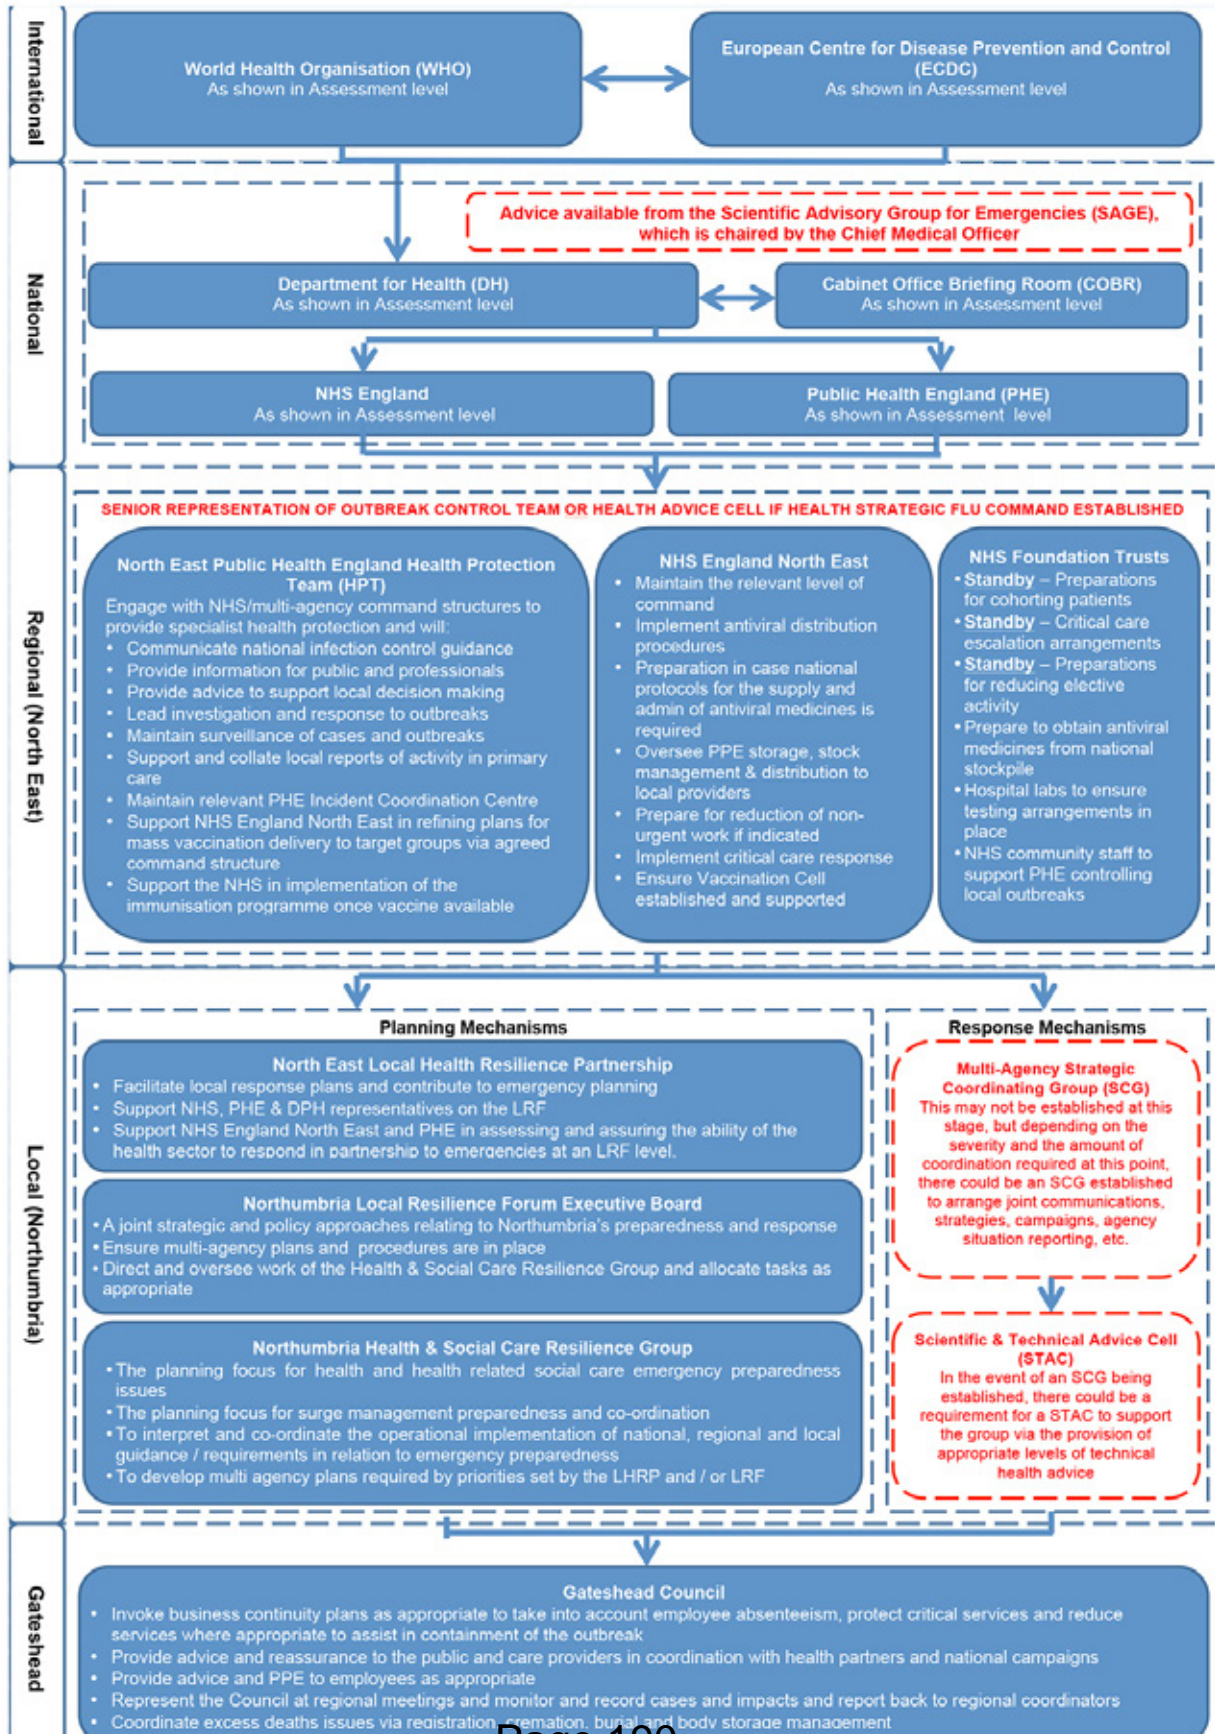 International
World Health Organisation (WHO)
As shown in Assessment level
European Centre for Disease Prevention and Control
(ECDC)
As shown in Assessment level
National
Advice available from the Scientific Advisory Group for Emergencies (SAGE),
which is chaired by the Chief Medical Officer
Department for Health (DH)
As shown in Assessment level
Cabinet Office Briefing Room (COBR)
As shown in Assessment level
NHS England
As shown in Assessment level
Public Health England (PHE)
As shown in Assessment level
Regional (North East)
SENIOR REPRESENTATION OF OUTBREAK CONTROL TEAM OR HEALTH ADVICE CELL IF HEALTH STRATEGIC FLU COMMAND ESTABLISHED
North East Public Health England Health Protection
Team (HPT)
Engage with NHS/multi-agency command structures to
provide specialist health protection and will:
• Communicate national infection control guidance
• Provide information for public and professionals
• Provide advice to support local decision making
• Lead investigation and response to outbreaks
• Maintain surveillance of cases and outbreaks
• Support and collate local reports of activity in primary
care
• Maintain relevant PHE Incident Coordination Centre
• Support NHS England North East in refining plans for
mass vaccination delivery to target groups via agreed
command structure
• Support the NHS in implementation of the
immunisation programme once vaccine available
NHS England North East
• Maintain the relevant level of
command
• Implement antiviral distribution
procedures
• Preparation in case national
protocols for the supply and
admin of antiviral medicines is
required
• Oversee PPE storage, stock
management & distribution to
local providers
• Prepare for reduction of non-
urgent work if indicated
• Implement critical care response
• Ensure Vaccination Cell
established and supported
NHS Foundation Trusts
• Standby – Preparations
for cohorting patients
• Standby – Critical care
escalation arrangements
• Standby – Preparations
for reducing elective
activity
• Prepare to obtain antiviral
medicines from national
stockpile
• Hospital labs to ensure
testing arrangements in
place
• NHS community staff to
support PHE controlling
local outbreaks
Local (Northumbria)
Planning Mechanisms
North East Local Health Resilience Partnership
• Facilitate local response plans and contribute to emergency planning
• Support NHS, PHE & DPH representatives on the LRF
• Support NHS England North East and PHE in assessing and assuring the ability of the
health sector to respond in partnership to emergencies at an LRF level.
Northumbria Local Resilience Forum Executive Board
• A joint strategic and policy approaches relating to Northumbria's preparedness and response
• Ensure multi-agency plans and procedures are in place
• Direct and oversee work of the Health & Social Care Resilience Group and allocate tasks as
appropriate
Northumbria Health & Social Care Resilience Group
• The planning focus for health and health related social care emergency preparedness
issues
• The planning focus for surge management preparedness and co-ordination
• To interpret and co-ordinate the operational implementation of national, regional and local
guidance / requirements in relation to emergency preparedness
• To develop multi agency plans required by priorities set by the LHRP and / or LRF
Response Mechanisms
Multi-Agency Strategic
Coordinating Group (SCG)
This may not be established at this
stage, but depending on the
severity and the amount of
coordination required at this point,
there could be an SCG established
to arrange joint communications,
strategies, campaigns, agency
situation reporting, etc.
Scientific & Technical Advice Cell
(STAC)
In the event of an SCG being
established, there could be a
requirement for a STAC to support
the group via the provision of
appropriate levels of technical
health advice
Gateshead
Gateshead Council
• Invoke business continuity plans as appropriate to take into account employee absenteeism, protect critical services and reduce
services where appropriate to assist in containment of the outbreak
• Provide advice and reassurance to the public and care providers in coordination with health partners and national campaigns
• Provide advice and PPE to employees as appropriate
• Represent the Council at regional meetings and monitor and record cases and impacts and report back to regional coordinators
• Coordinate excess deaths issues via registration, cremation, burial and body storage management